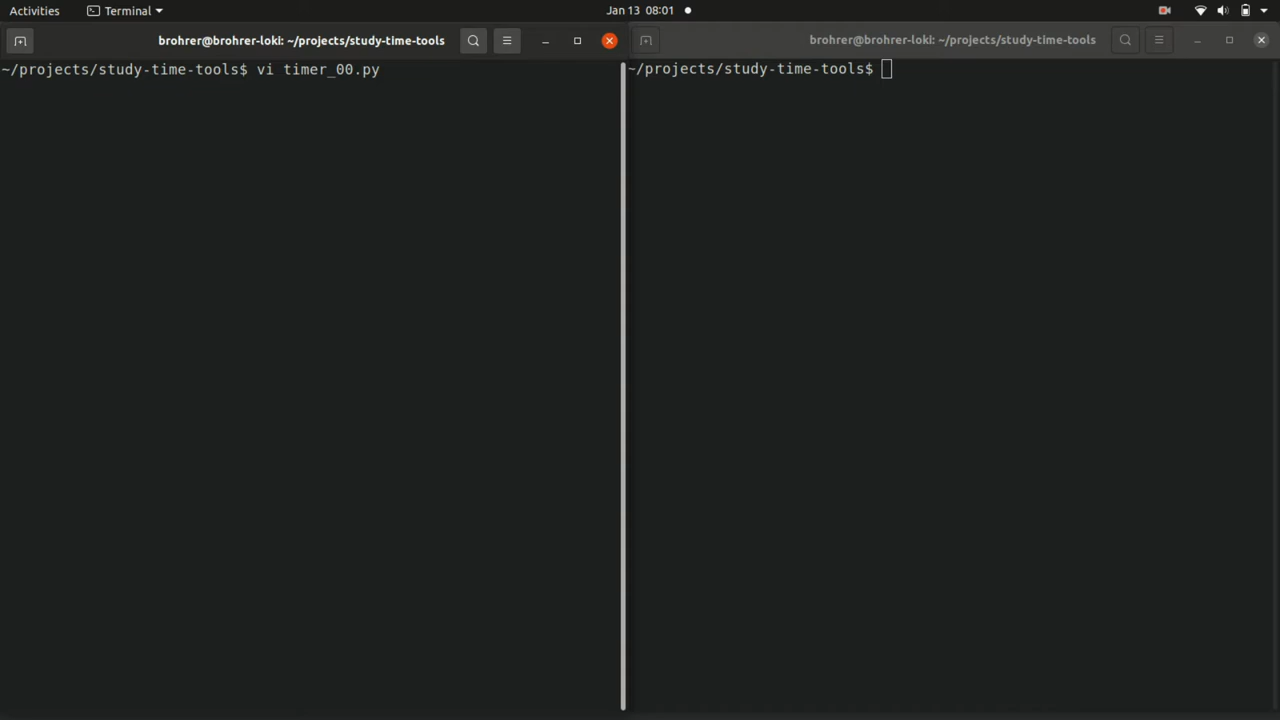 Activities
Terminal
Jan 13 08:01
brohrer@brohrer-loki: ~/projects/study-time-tools
brohrer@brohrer-loki: ~/projects/study-time-tools
~/projects/study-time-tools$ vi timer_00.py
~/projects/study-time-tools$